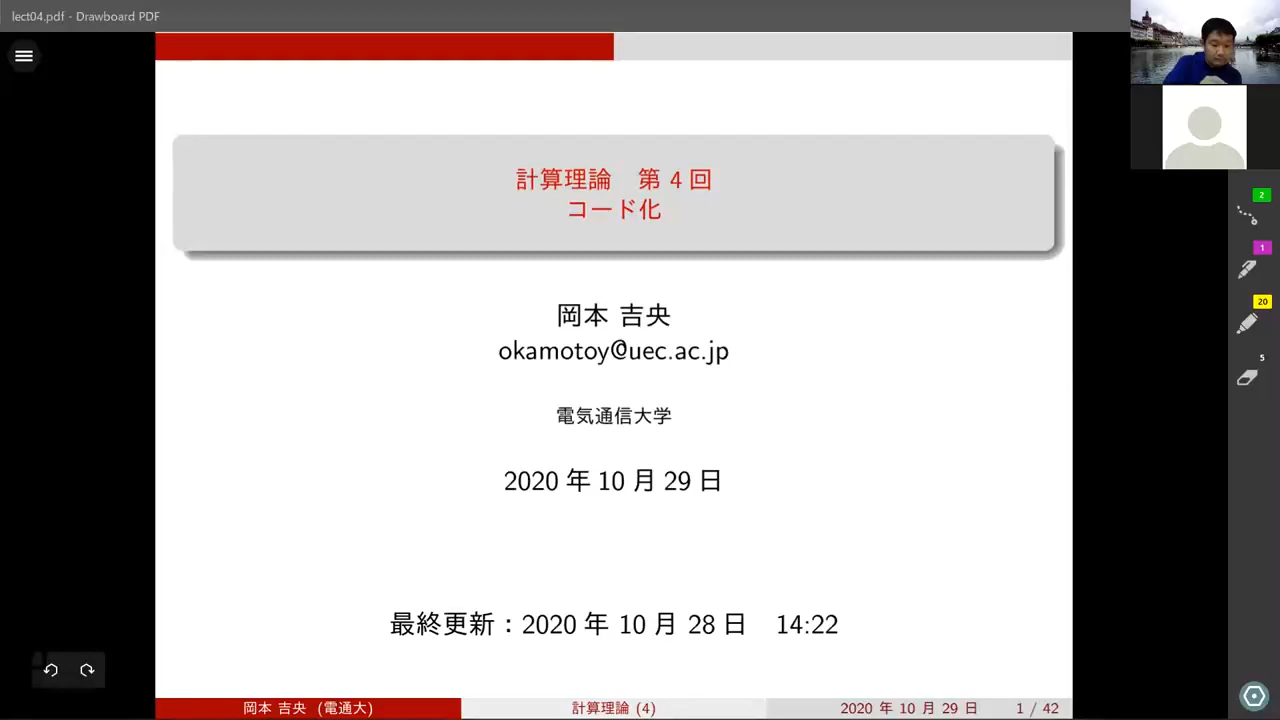 lect04.pdf - Drawboard PDF
計算理論　第 4 回
コード化
岡本 吉央
okamotoy@uec.ac.jp
電気通信大学
2020 年 10 月 29 日
最終更新：2020 年 10 月 28 日　14:22
岡本 吉央 (電通大)
計算理論 (4)
2020 年 10 月 29 日
1 / 42
2
1
20
5